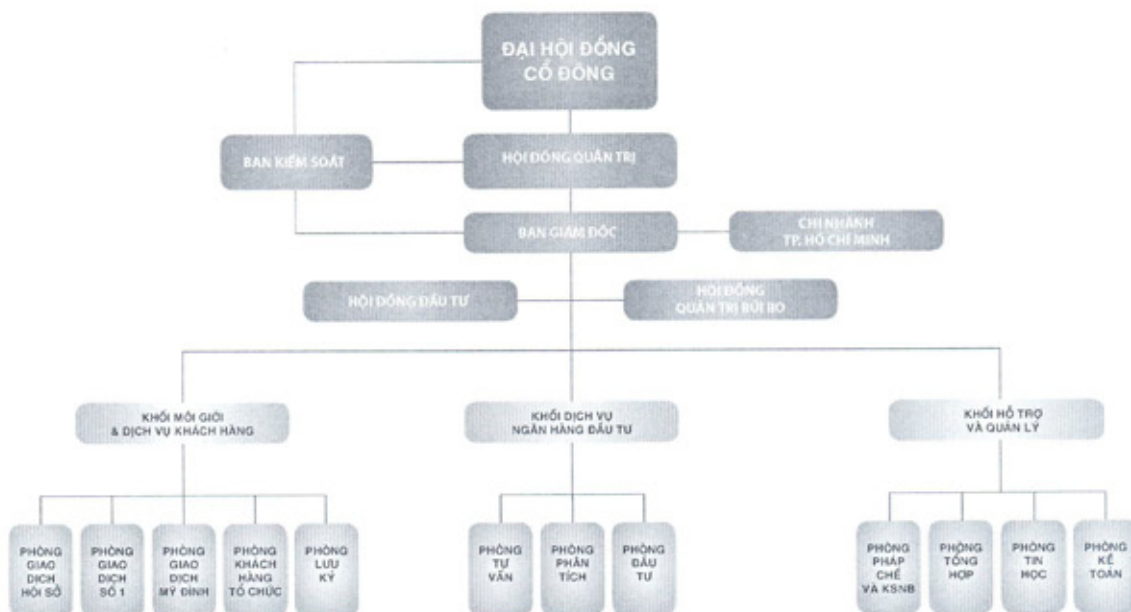 ĐẠI HỘI ĐỒNG
CỔ ĐÔNG
BAN KIỂM SOÁT
HỘI ĐỒNG QUẢN TRỊ
BAN GIÁM ĐỐC
CHI NHÁNH
TP. HỒ CHÍ MINH
HỘI ĐỒNG ĐẦU TƯ
HỘI ĐỒNG
QUẢN TRỊ RỦI RO
KHỐI MÔI GIỚI
& DỊCH VỤ KHÁCH HÀNG
KHỐI DỊCH VỤ
NGÂN HÀNG ĐẦU TƯ
KHỐI HỖ TRỢ
VÀ QUẢN LÝ
PHÒNG
GIAO
DỊCH
HỘI SỞ
PHÒNG
GIAO
DỊCH
SỐ 1
PHÒNG
GIAO
DỊCH
MỸ ĐÌNH
PHÒNG
KHÁCH
HÀNG
TỔ CHỨC
PHÒNG
LƯU
KÝ
PHÒNG
TƯ
VẤN
PHÒNG
PHÂN
TÍCH
PHÒNG
ĐẦU
TƯ
PHÒNG
PHÁP
CHẾ
VÀ KSNB
PHÒNG
TỔNG
HỢP
PHÒNG
TIN
HỌC
PHÒNG
KẾ
TOÁN